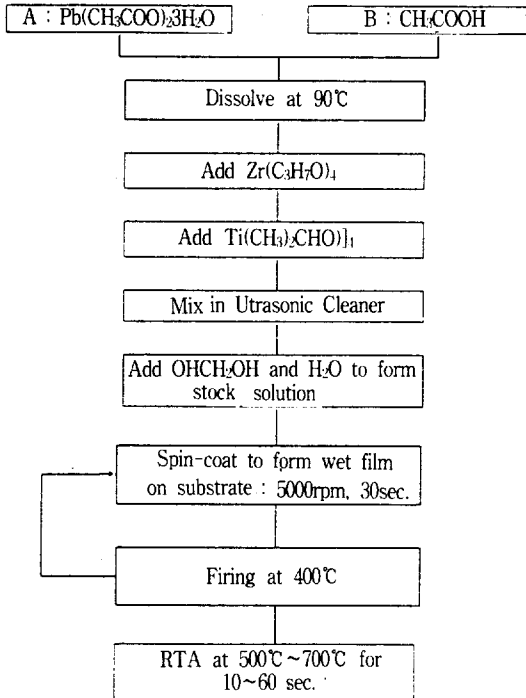 A : Pb(CH₃COO)₂3H₂O
B : CH₃COOH
Dissolve at 90℃
Add Zr(C₃H₇O)₄
Add Ti(CH₃)₂CHO)]₄
Mix in Utrasonic Cleaner
Add OHCH₂OH and H₂O to form
stock solution
Spin-coat to form wet film
on substrate : 5000rpm, 30sec.
Firing at 400℃
RTA at 500℃~700℃ for
10~60 sec.